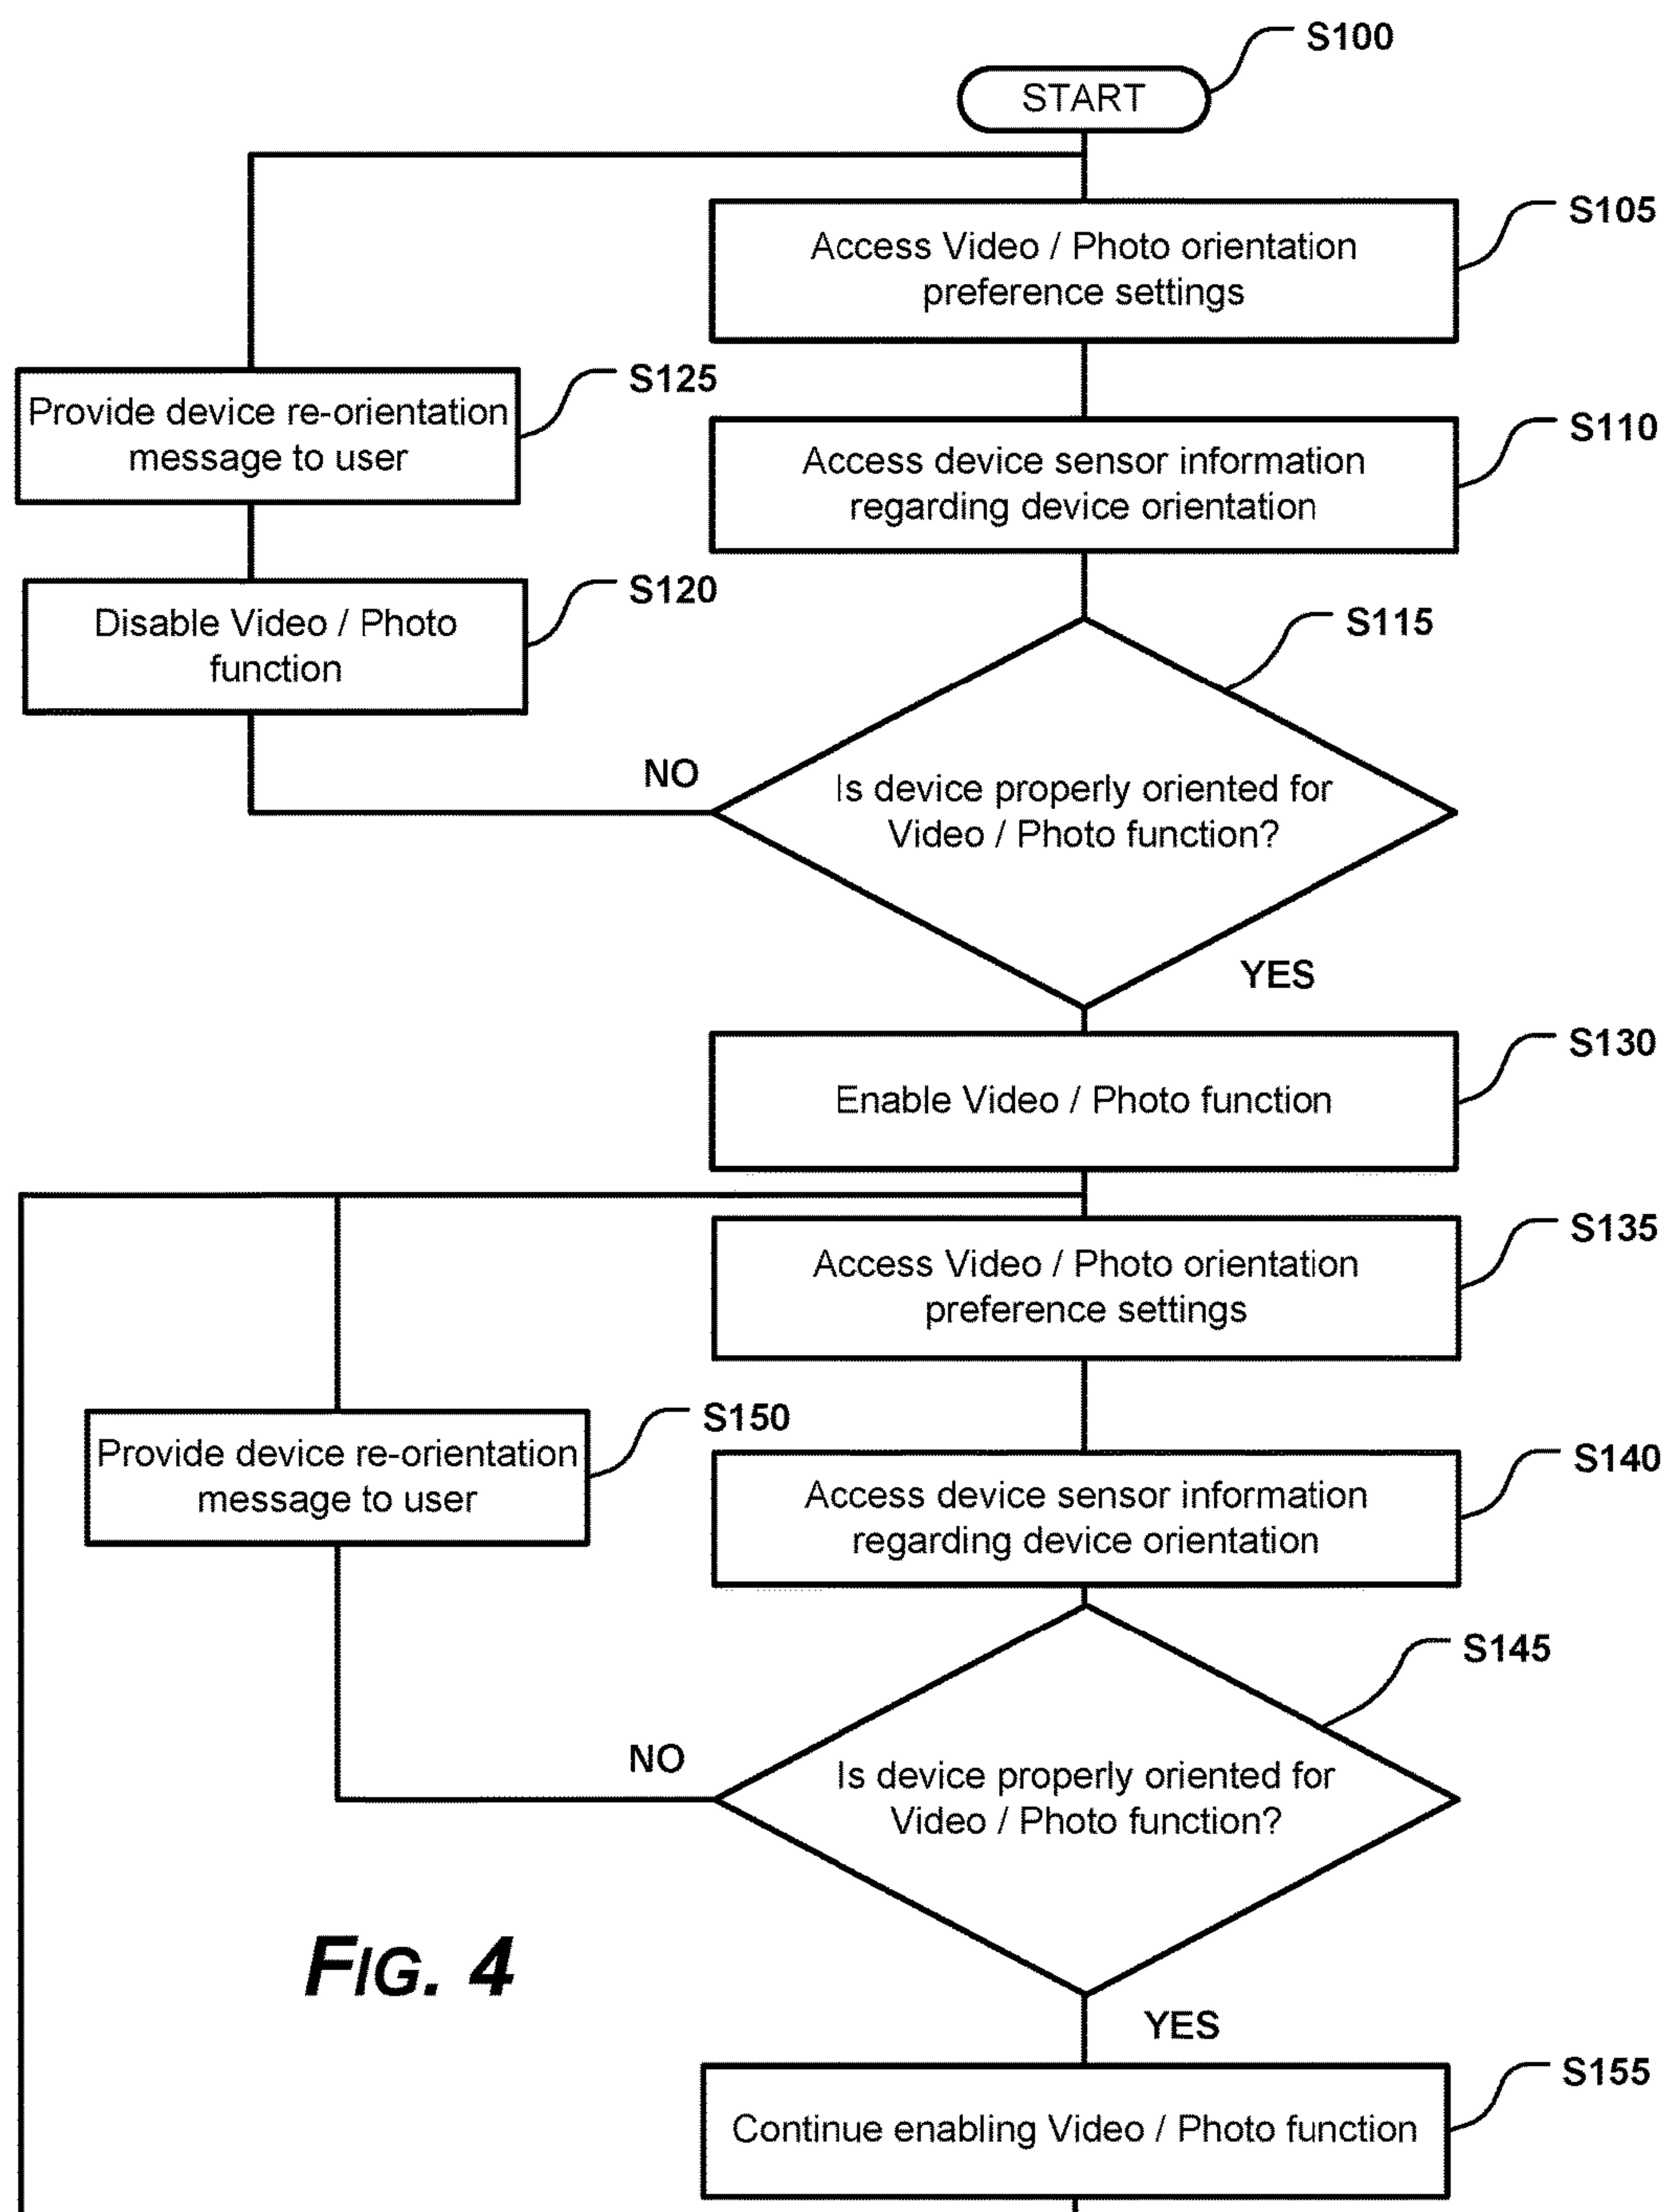 S100
START
S105
Access Video / Photo orientation
preference settings
S125
Provide device re-orientation
message to user
S110
Access device sensor information
regarding device orientation
S120
Disable Video / Photo
function
S115
NO
Is device properly oriented for
Video / Photo function?
YES
S130
Enable Video / Photo function
S135
Access Video / Photo orientation
preference settings
S150
Provide device re-orientation
message to user
S140
Access device sensor information
regarding device orientation
S145
NO
Is device properly oriented for
Video / Photo function?
FIG. 4
YES
S155
Continue enabling Video / Photo function